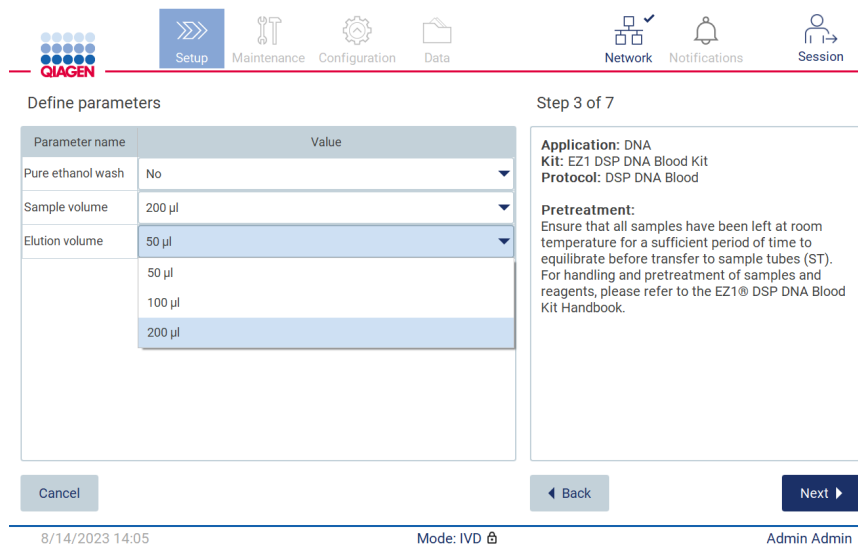 QIAGEN
Setup
Maintenance
Configuration
Data
Network
Notifications
Session
Define parameters
Step 3 of 7
Parameter name
Value
Pure ethanol wash
No
Sample volume
200 µl
Elution volume
50 µl
50 µl
100 µl
200 µl
Application: DNA
Kit: EZ1 DSP DNA Blood Kit
Protocol: DSP DNA Blood
Pretreatment:
Ensure that all samples have been left at room
temperature for a sufficient period of time to
equilibrate before transfer to sample tubes (ST).
For handling and pretreatment of samples and
reagents, please refer to the EZ1® DSP DNA Blood
Kit Handbook.
Cancel
Back
Next
8/14/2023 14:05
Mode: IVD
Admin Admin